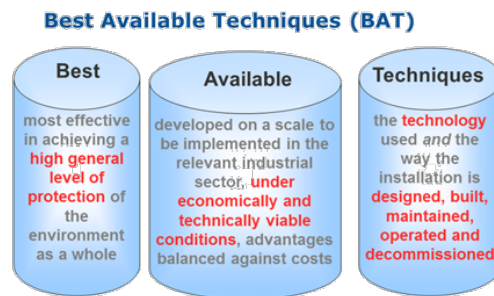 Best Available Techniques (BAT)
Best
most effective
in achieving a
high general
level of
protection of
the
environment
as a whole
Available
developed on a scale to
be implemented in the
relevant industrial
sector, under
economically and
technically viable
conditions, advantages
balanced against costs
Techniques
the technology
used and the
way the
installation is
designed, built,
maintained,
operated and
decommissioned